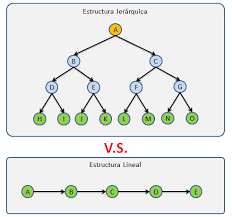 Estructura Jerárquica
A
B C
D E F G
H I J K L M N O
V.S.
Estructura Lineal
A B C D E